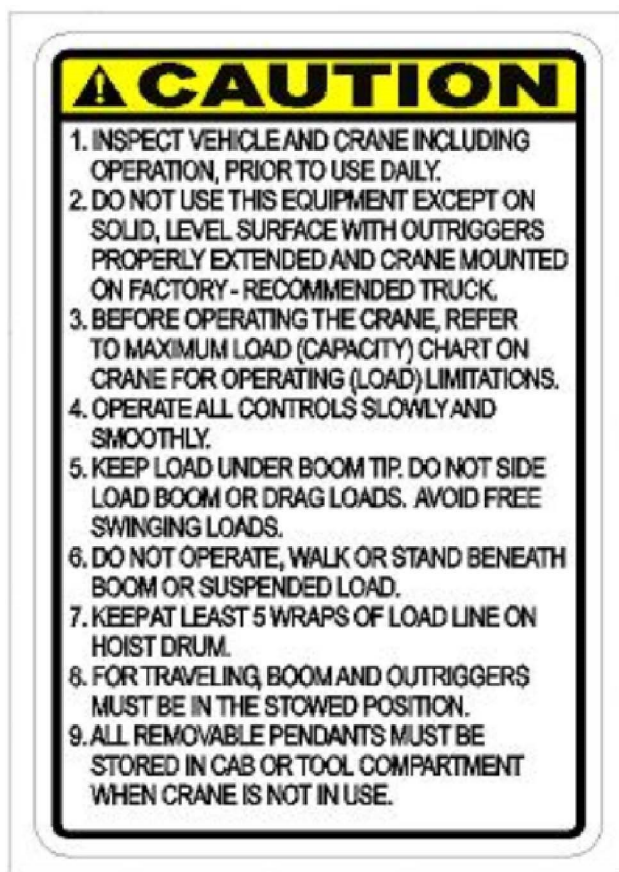 CAUTION
1. INSPECT VEHICLE AND CRANE INCLUDING
OPERATION, PRIOR TO USE DAILY.
2. DO NOT USE THIS EQUIPMENT EXCEPT ON
SOLID, LEVEL SURFACE WITH OUTRIGGERS
PROPERLY EXTENDED AND CRANE MOUNTED
ON FACTORY - RECOMMENDED TRUCK.
3. BEFORE OPERATING THE CRANE, REFER
TO MAXIMUM LOAD (CAPACITY) CHART ON
CRANE FOR OPERATING (LOAD) LIMITATIONS.
4. OPERATE ALL CONTROLS SLOWLY AND
SMOOTHLY.
5. KEEP LOAD UNDER BOOM TIP. DO NOT SIDE
LOAD BOOM OR DRAG LOADS. AVOID FREE
SWINGING LOADS.
6. DO NOT OPERATE, WALK OR STAND BENEATH
BOOM OR SUSPENDED LOAD.
7. KEEP AT LEAST 5 WRAPS OF LOAD LINE ON
HOIST DRUM.
8. FOR TRAVELING, BOOM AND OUTRIGGERS
MUST BE IN THE STOWED POSITION.
9. ALL REMOVABLE PENDANTS MUST BE
STORED IN CAB OR TOOL COMPARTMENT
WHEN CRANE IS NOT IN USE.